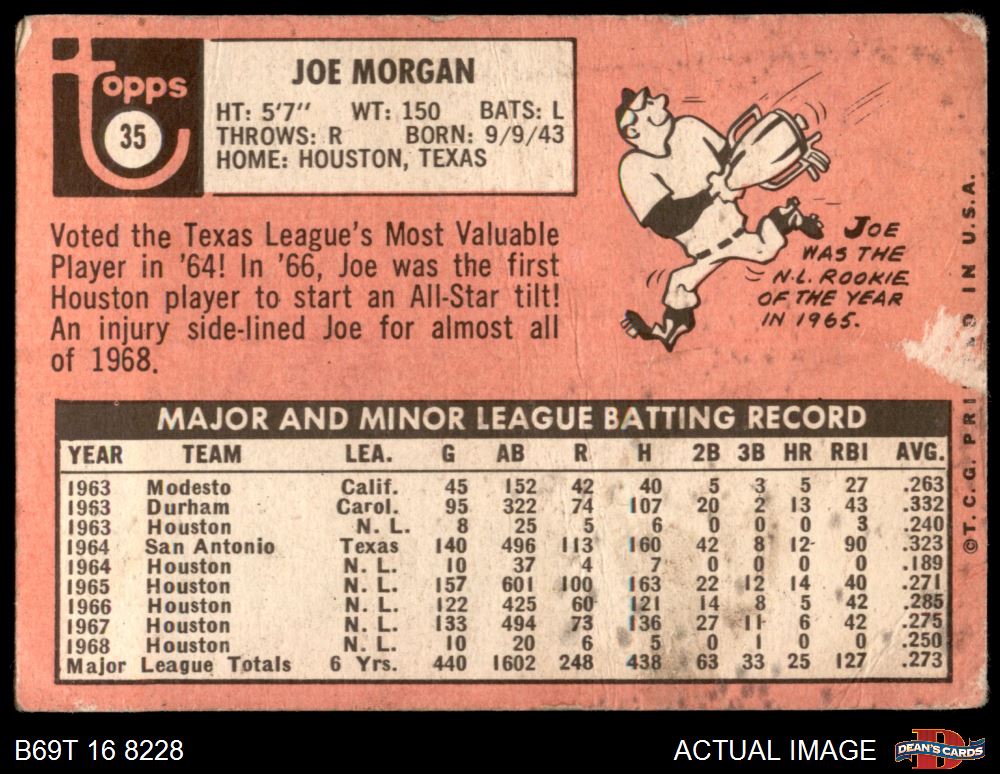 topps
35
JOE MORGAN
HT: 5'7" WT: 150 BATS: L
THROWS: R BORN: 9/9/43
HOME: HOUSTON, TEXAS
Voted the Texas League's Most Valuable
Player in '64! In '66, Joe was the first
Houston player to start an All-Star tilt!
An injury side-lined Joe for almost all
of 1968.
JOE
WAS THE
N.L. ROOKIE
OF THE YEAR
IN 1965.
MAJOR AND MINOR LEAGUE BATTING RECORD
YEAR TEAM LEA. G AB R H 2B 3B HR RBI AVG.
1963 Modesto Calif. 45 152 42 40 5 3 5 27 .263
1963 Durham Carol. 95 322 74 107 20 2 13 43 .332
1963 Houston N. L. 8 25 5 6 0 0 0 3 .240
1964 San Antonio Texas 140 496 113 160 42 8 12 90 .323
1964 Houston N. L. 10 37 4 7 0 0 0 0 .189
1965 Houston N. L. 157 601 100 163 22 12 14 40 .271
1966 Houston N. L. 122 425 60 121 14 8 5 42 .285
1967 Houston N. L. 133 494 73 136 27 11 6 42 .275
1968 Houston N. L. 10 20 6 5 0 1 0 0 .250
Major League Totals 6 Yrs. 440 1602 248 438 63 33 25 127 .273
©T. C. G. PRI ED IN U.S.A.
B69T 16 8228
ACTUAL IMAGE
D
DEAN'S CARDS